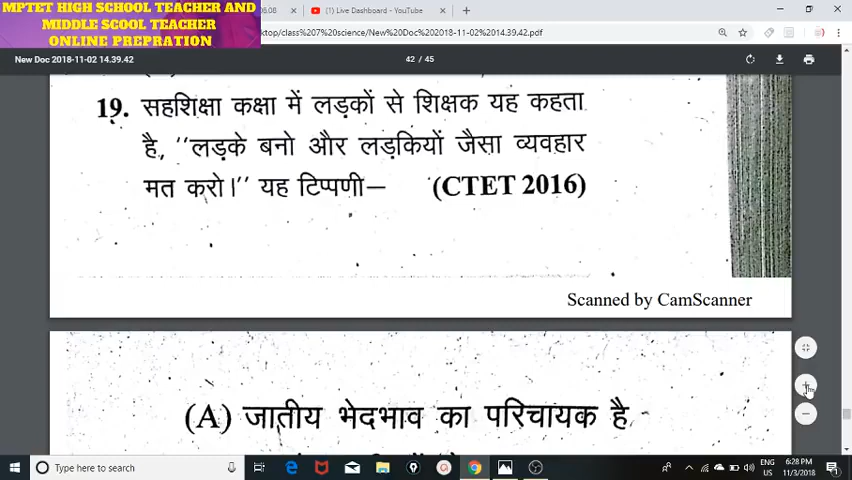 MPTET HIGH SCHOOL TEACHER AND
MIDDLE SCOOL TEACHER
ONLINE PREPRATION
6.08.
(1) Live Dashboard - YouTube
ktop/class%207%20science/New%20Doc%202018-11-02%2014.39.42.pdf
New Doc 2018-11-02 14.39.42
42 / 45
19. सहशिक्षा कक्षा में लड़कों से शिक्षक यह कहता
है, "लड़के बनो और लड़कियों जैसा व्यवहार
मत करो।" यह टिप्पणी— (CTET 2016)
Scanned by CamScanner
(A) जातीय भेदभाव का परिचायक है
Type here to search
ENG
US
6:28 PM
11/3/2018